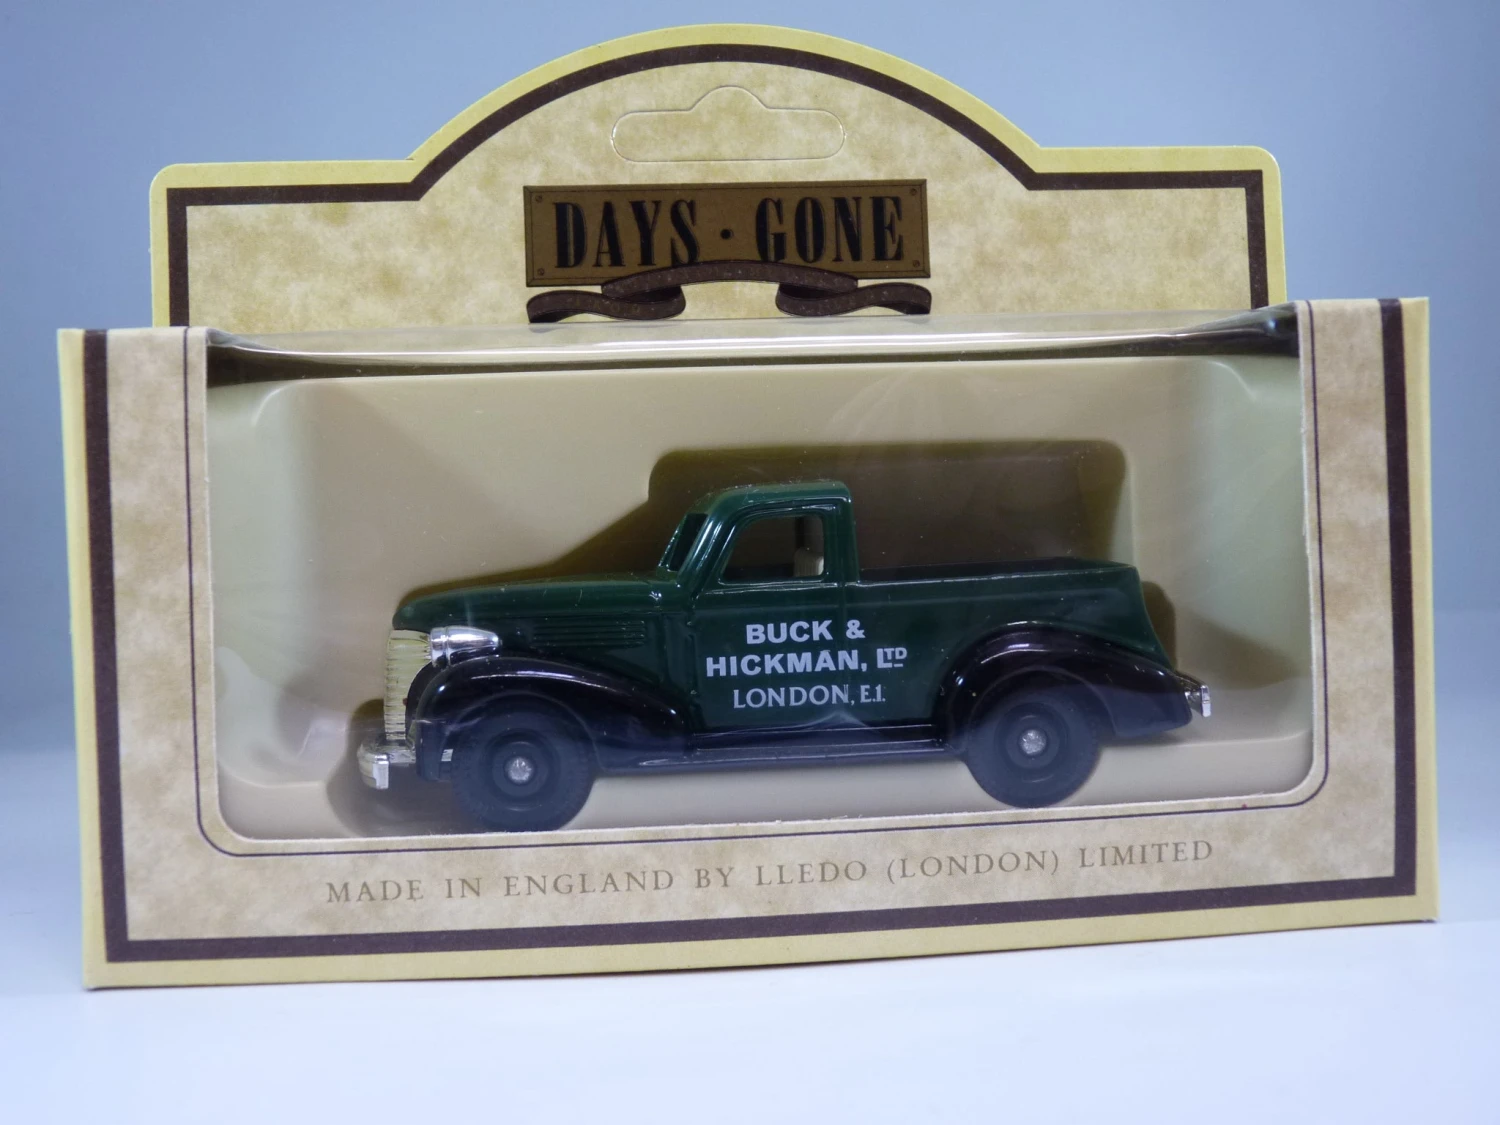 DAYS · GONE
BUCK &
HICKMAN, LTD
LONDON, E.1.
MADE IN ENGLAND BY LLEDO (LONDON) LIMITED